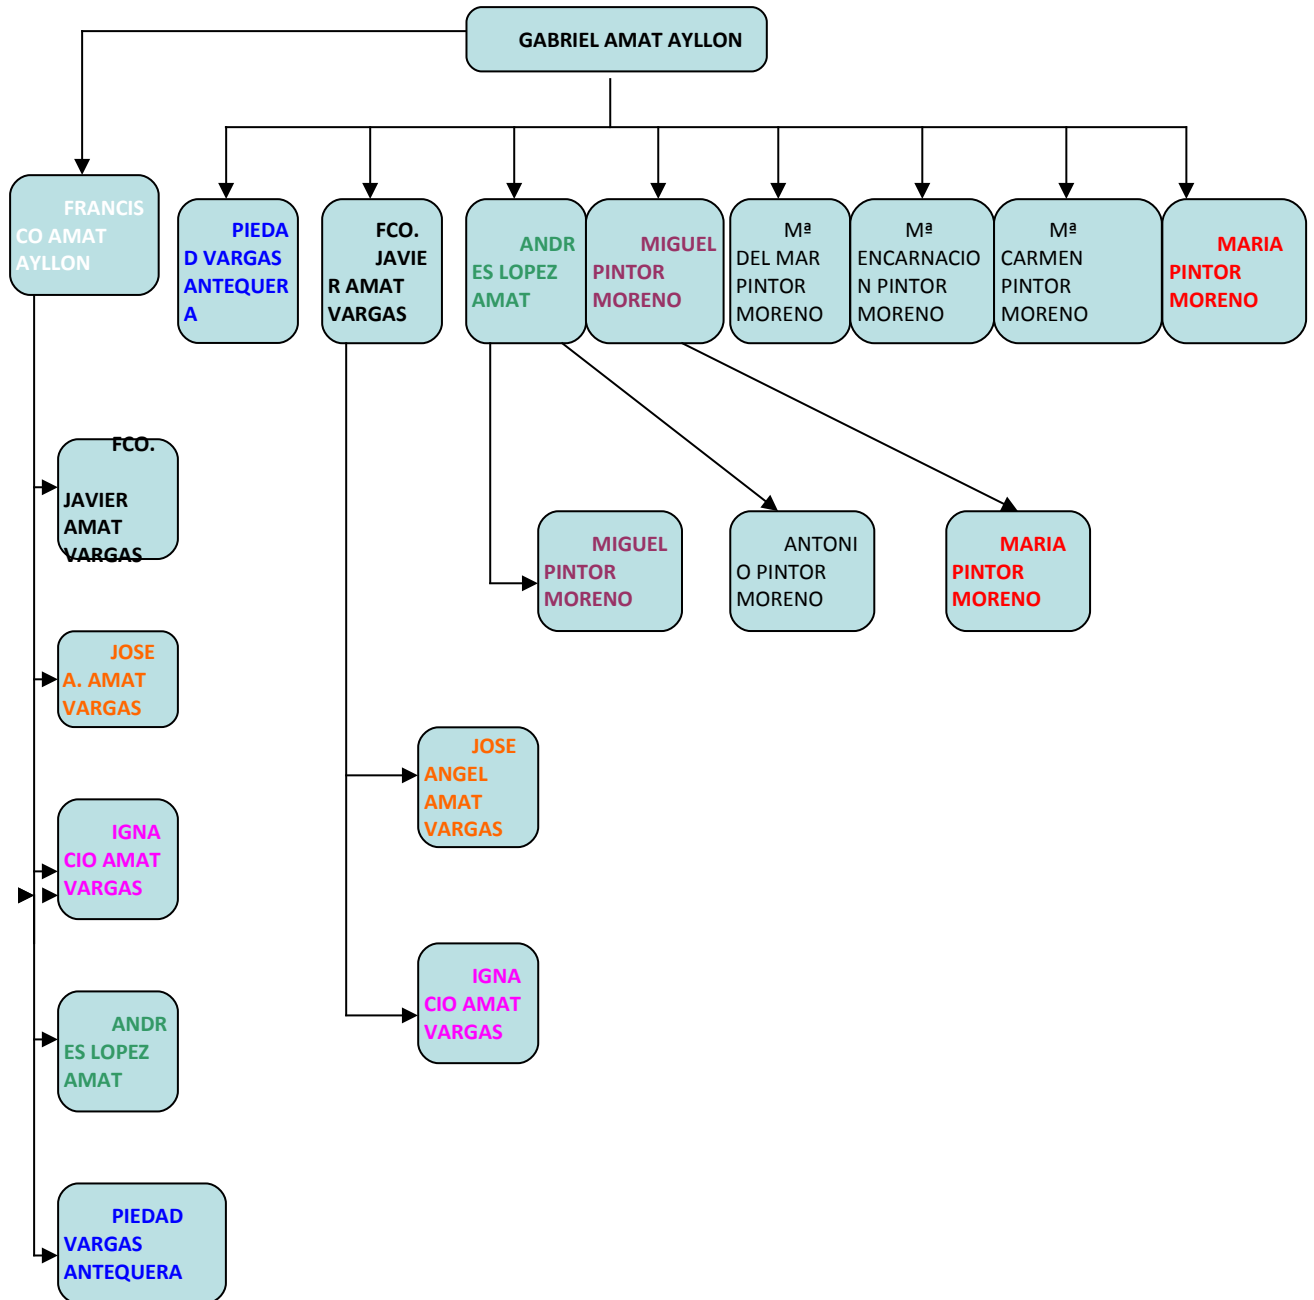 GABRIEL AMAT AYLLON
FRANCIS
CO AMAT
AYLLON
PIEDA
D VARGAS
ANTEQUER
A
FCO.
JAVIE
R AMAT
VARGAS
ANDR
ES LOPEZ
AMAT
MIGUEL
PINTOR
MORENO
Mª
DEL MAR
PINTOR
MORENO
Mª
ENCARNACIO
N PINTOR
MORENO
Mª
CARMEN
PINTOR
MORENO
MARIA
PINTOR
MORENO
FCO.
JAVIER
AMAT
VARGAS
MIGUEL
PINTOR
MORENO
ANTONI
O PINTOR
MORENO
MARIA
PINTOR
MORENO
JOSE
A. AMAT
VARGAS
JOSE
ANGEL
AMAT
VARGAS
IGNA
CIO AMAT
VARGAS
IGNA
CIO AMAT
VARGAS
ANDR
ES LOPEZ
AMAT
PIEDAD
VARGAS
ANTEQUERA